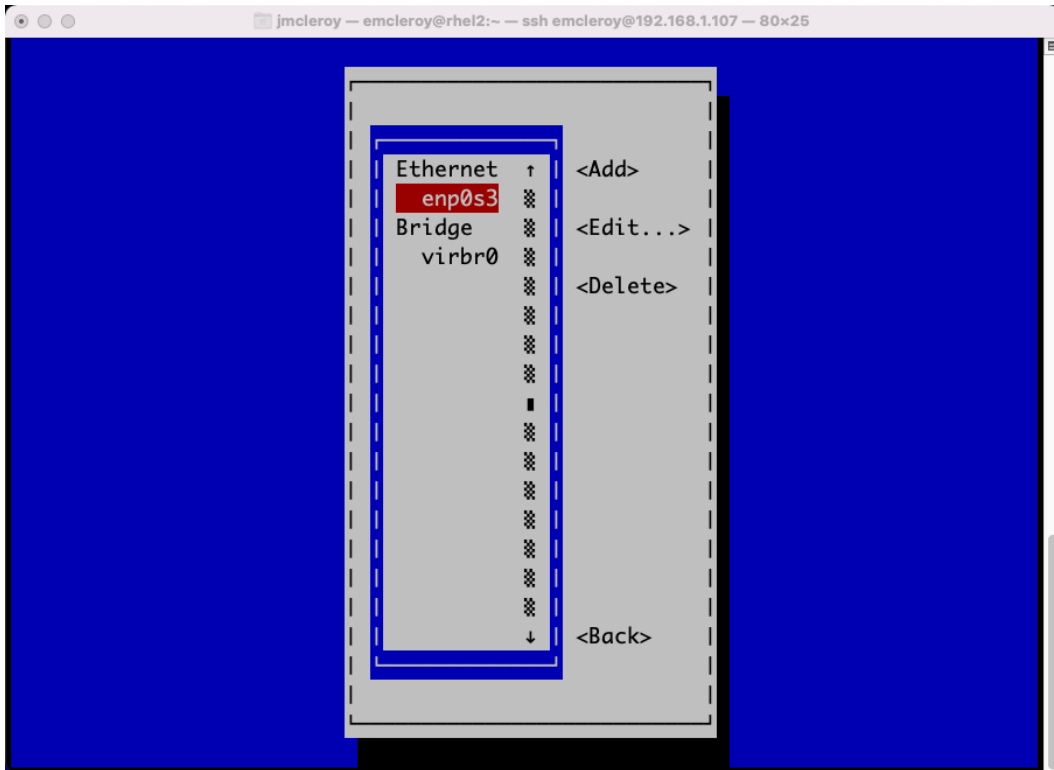 jmcleroy — emcleroy@rhel2:~ — ssh emcleroy@192.168.1.107 — 80×25
Ethernet ↑ <Add>
enp0s3
Bridge <Edit...>
virbr0
<Delete>
↓ <Back>